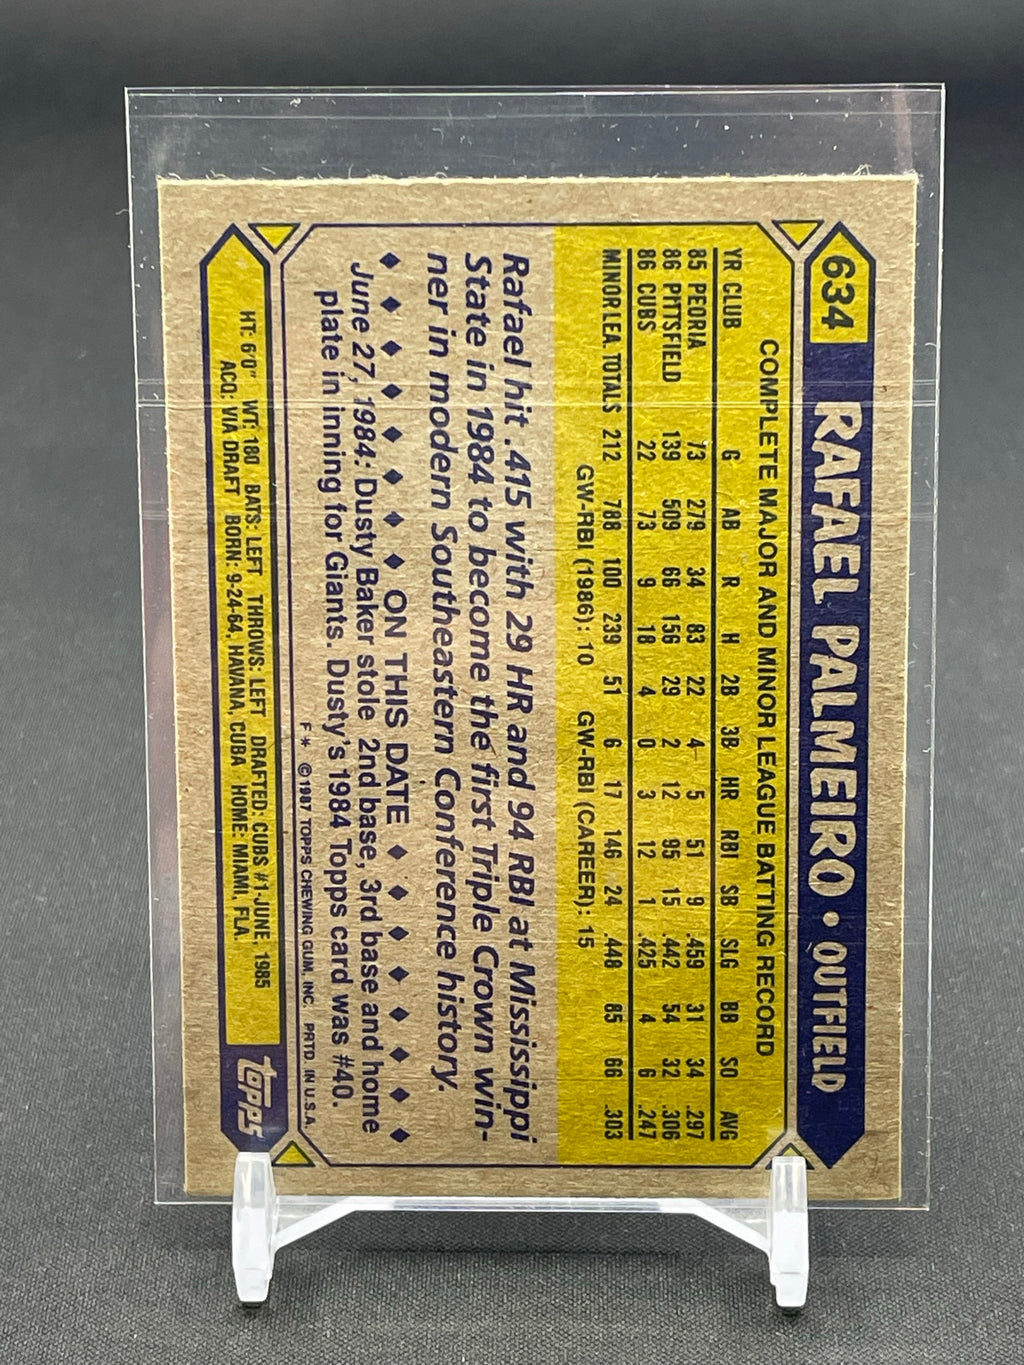 634 RAFAEL PALMEIRO • OUTFIELD
COMPLETE MAJOR AND MINOR LEAGUE BATTING RECORD
YR CLUB G AB R H 2B 3B HR RBI SB SLG BB SO AVG
85 PEORIA 73 279 34 83 22 4 5 51 9 .459 31 34 .297
86 PITTSFIELD 139 509 66 156 29 2 12 95 15 .442 54 32 .306
86 CUBS 22 73 9 18 4 0 3 12 1 .425 4 6 .247
MINOR LEA. TOTALS 212 788 100 239 51 6 17 146 24 .448 85 66 .303
GW-RBI (1986): 10 GW-RBI (CAREER): 15
Rafael hit .415 with 29 HR and 94 RBI at Mississippi
State in 1984 to become the first Triple Crown win-
ner in modern Southeastern Conference history.
♦ ♦ ♦ ♦ ♦ ♦ ♦ ♦ ON THIS DATE ♦ ♦ ♦ ♦ ♦ ♦ ♦ ♦
June 27, 1984: Dusty Baker stole 2nd base, 3rd base and home
plate in inning for Giants. Dusty's 1984 Topps card was #40.
F* ©1987 TOPPS CHEWING GUM, INC. PRTD. IN U.S.A.
HT: 6'0" WT: 180 BATS: LEFT THROWS: LEFT DRAFTED: CUBS #1-JUNE, 1985
ACQ: VIA DRAFT BORN: 9-24-64, HAVANA, CUBA HOME: MIAMI, FLA.
topps